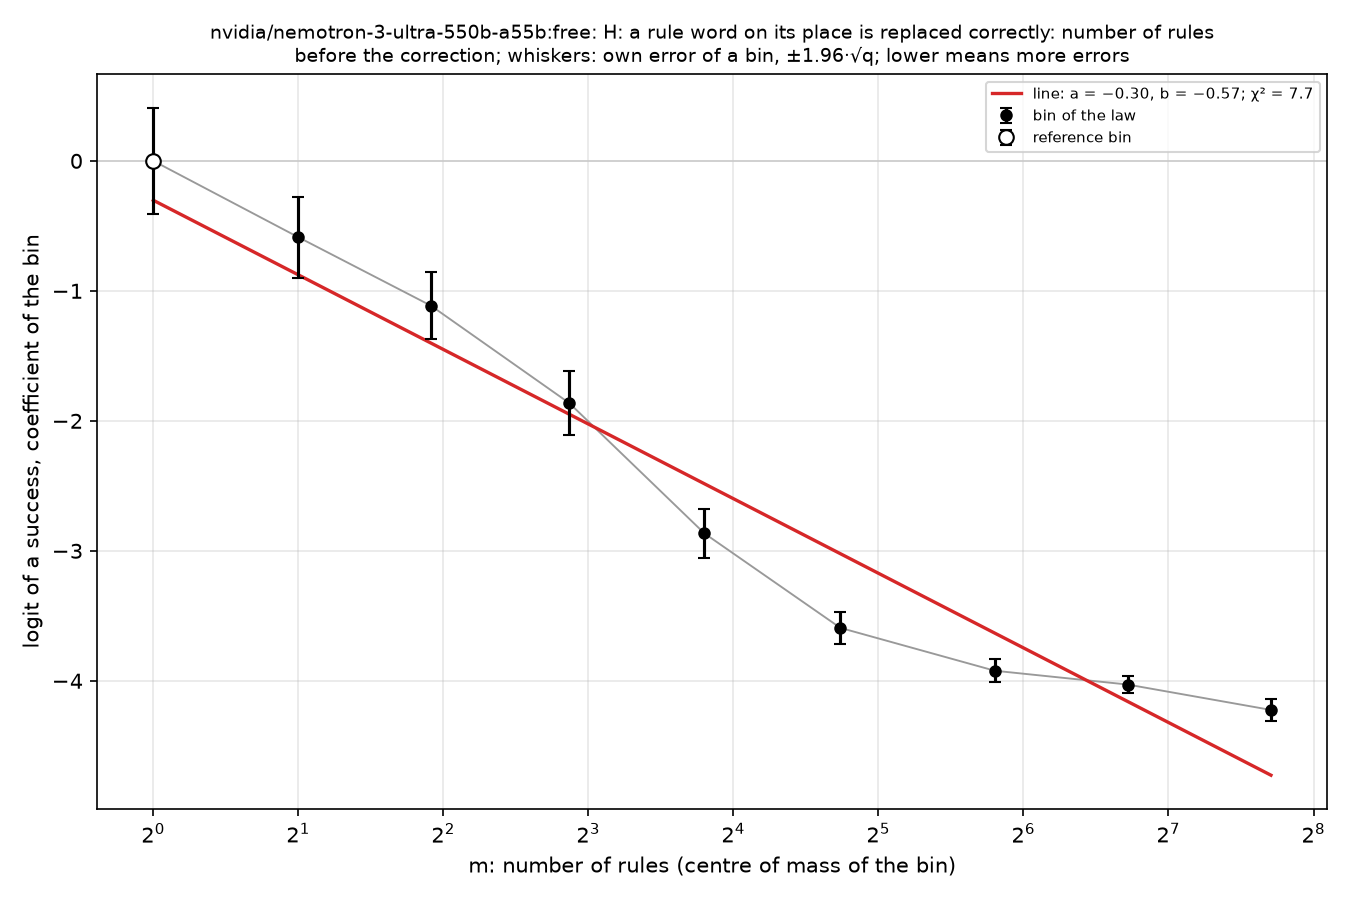 nvidia/nemotron-3-ultra-550b-a55b:free: H: a rule word on its place is replaced correctly: number of rules
before the correction; whiskers: own error of a bin, ±1.96·√q; lower means more errors
line: a = −0.30, b = −0.57; χ² = 7.7
bin of the law
reference bin
logit of a success, coefficient of the bin
0
−1
−2
−3
−4
2⁰ 2¹ 2² 2³ 2⁴ 2⁵ 2⁶ 2⁷ 2⁸
m: number of rules (centre of mass of the bin)